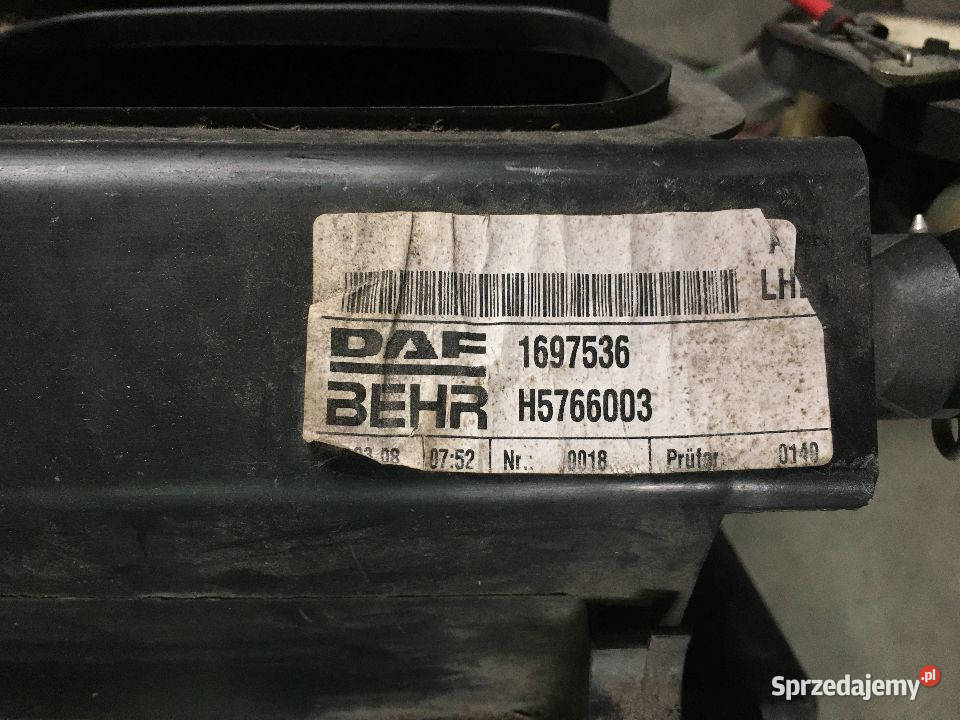 LH
DAF 1697536
BEHR H5766003
07:52 Nr.: 0018 Prüfer 0140
Sprzedajemy.pl